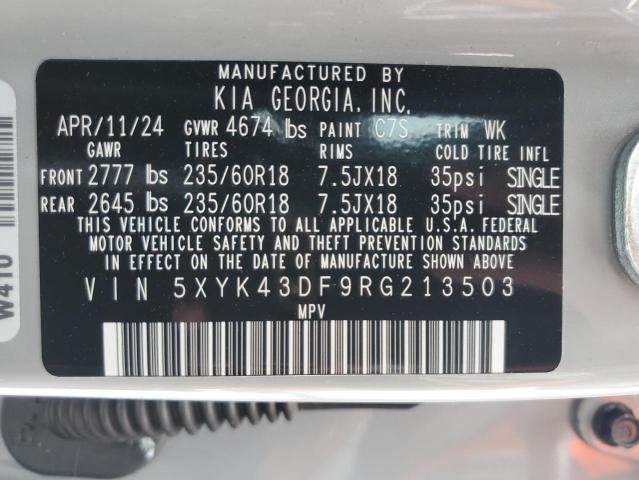 MANUFACTURED BY
KIA GEORGIA, INC.
APR/11/24 GVWR 4674 lbs PAINT C7S TRIM WK
GAWR TIRES RIMS COLD TIRE INFL
FRONT 2777 lbs 235/60R18 7.5JX18 35psi SINGLE
REAR 2645 lbs 235/60R18 7.5JX18 35psi SINGLE
THIS VEHICLE CONFORMS TO ALL APPLICABLE U.S.A. FEDERAL
MOTOR VEHICLE SAFETY AND THEFT PREVENTION STANDARDS
IN EFFECT ON THE DATE OF MANUFACTURE SHOWN ABOVE.
VIN 5XYK43DF9RG213503
MPV
W410